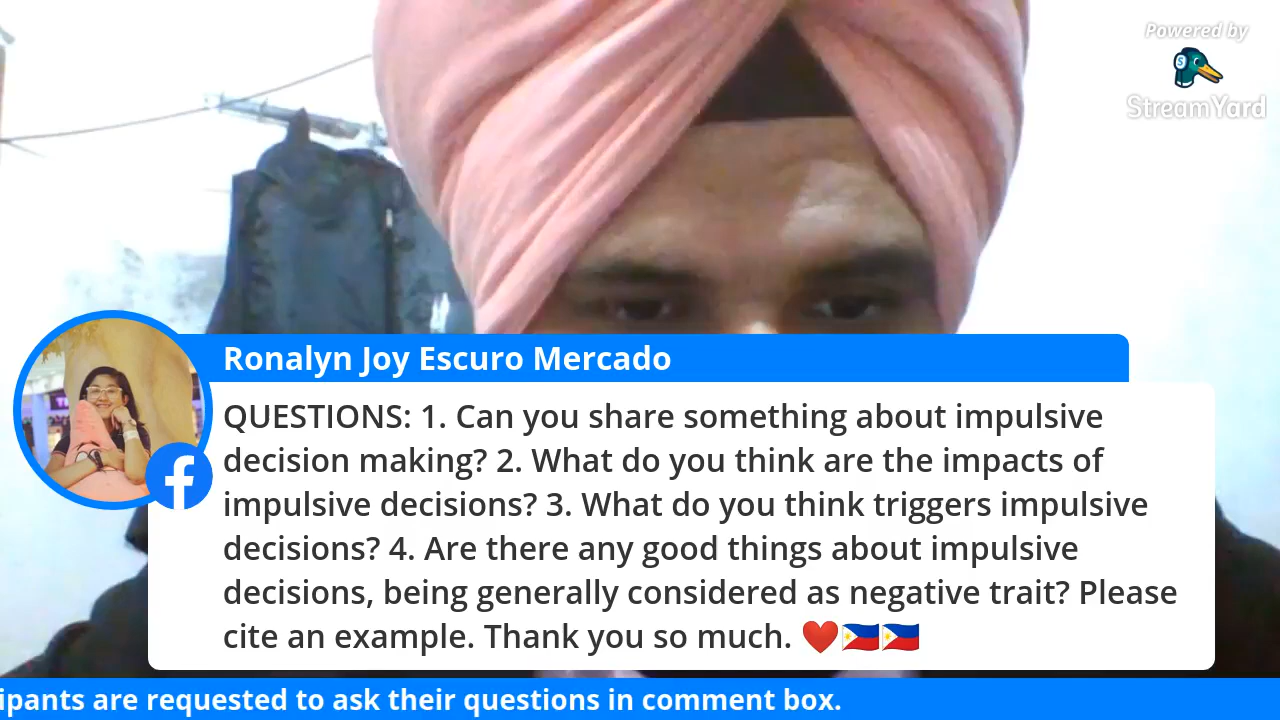 Powered by
StreamYard
Ronalyn Joy Escuro Mercado
QUESTIONS: 1. Can you share something about impulsive
decision making? 2. What do you think are the impacts of
impulsive decisions? 3. What do you think triggers impulsive
decisions? 4. Are there any good things about impulsive
decisions, being generally considered as negative trait? Please
cite an example. Thank you so much. ❤️🇵🇭🇵🇭
ipants are requested to ask their questions in comment box.